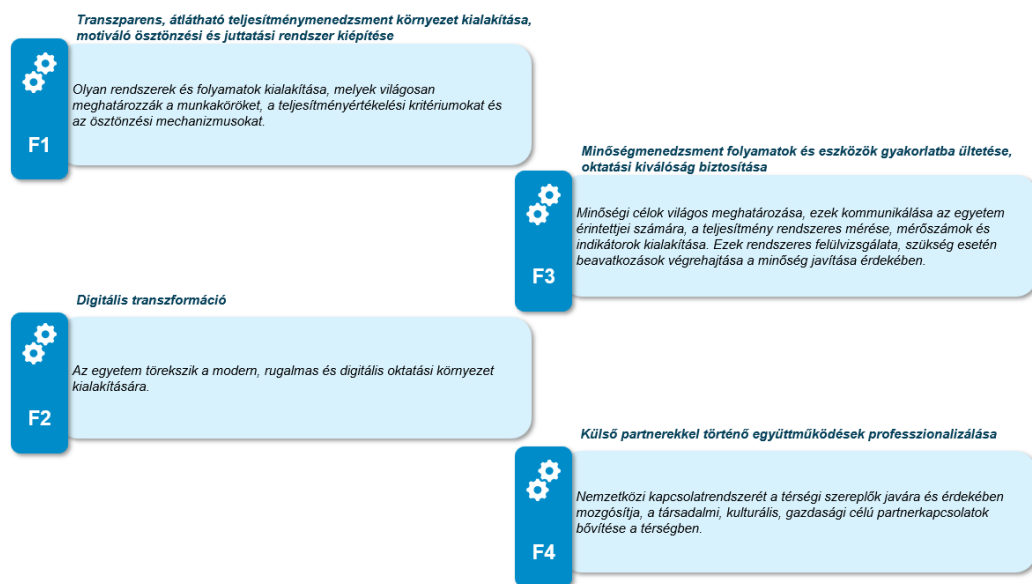 Transzparens, átlátható teljesítménymenedzsment környezet kialakítása,
motiváló ösztönzési és juttatási rendszer kiépítése
F1
Olyan rendszerek és folyamatok kialakítása, melyek világosan
meghatározzák a munkaköröket, a teljesítményértékelési kritériumokat és
az ösztönzési mechanizmusokat.
Minőségmenedzsment folyamatok és eszközök gyakorlatba ültetése,
oktatási kiválóság biztosítása
F3
Minőségi célok világos meghatározása, ezek kommunikálása az egyetem
érintettjei számára, a teljesítmény rendszeres mérése, mérőszámok és
indikátorok kialakítása. Ezek rendszeres felülvizsgálata, szükség esetén
beavatkozások végrehajtása a minőség javítása érdekében.
Digitális transzformáció
F2
Az egyetem törekszik a modern, rugalmas és digitális oktatási környezet
kialakítására.
Külső partnerekkel történő együttműködések professzionalizálása
F4
Nemzetközi kapcsolatrendszerét a térségi szereplők javára és érdekében
mozgósítja, a társadalmi, kulturális, gazdasági célú partnerkapcsolatok
bővítése a térségben.